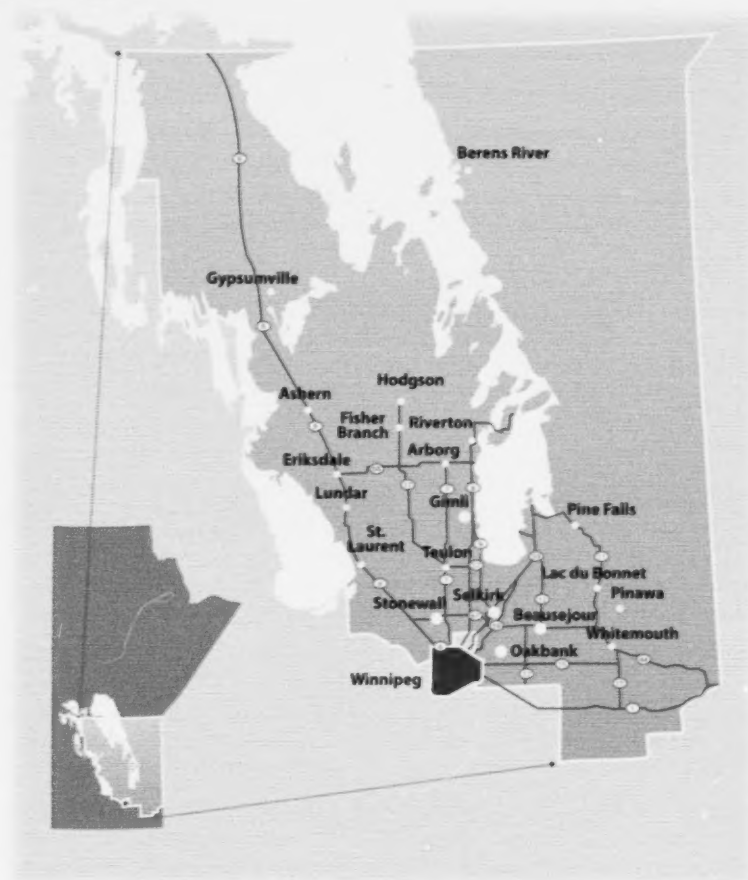 Berens River
Gypsumville
Hodgson
Ashern
Fisher
Branch
Riverton
Arborg
Eriksdale
Lundar
Gimli
Pine Falls
St.
Laurent
Teulon
Lac du Bonnet
Selkirk
Pinawa
Stonewall
Beausejour
Whitemouth
Oakbank
Winnipeg